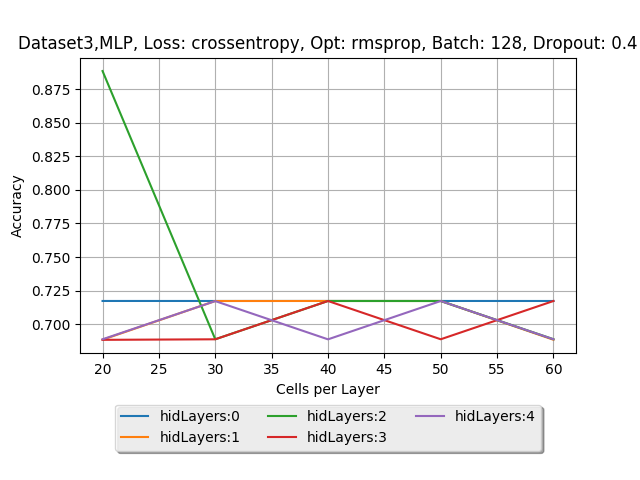 Dataset3,MLP, Loss: crossentropy, Opt: rmsprop, Batch: 128, Dropout: 0.4
Accuracy
0.875
0.850
0.825
0.800
0.775
0.750
0.725
0.700
20 25 30 35 40 45 50 55 60
Cells per Layer
hidLayers:0 hidLayers:2 hidLayers:4
hidLayers:1 hidLayers:3